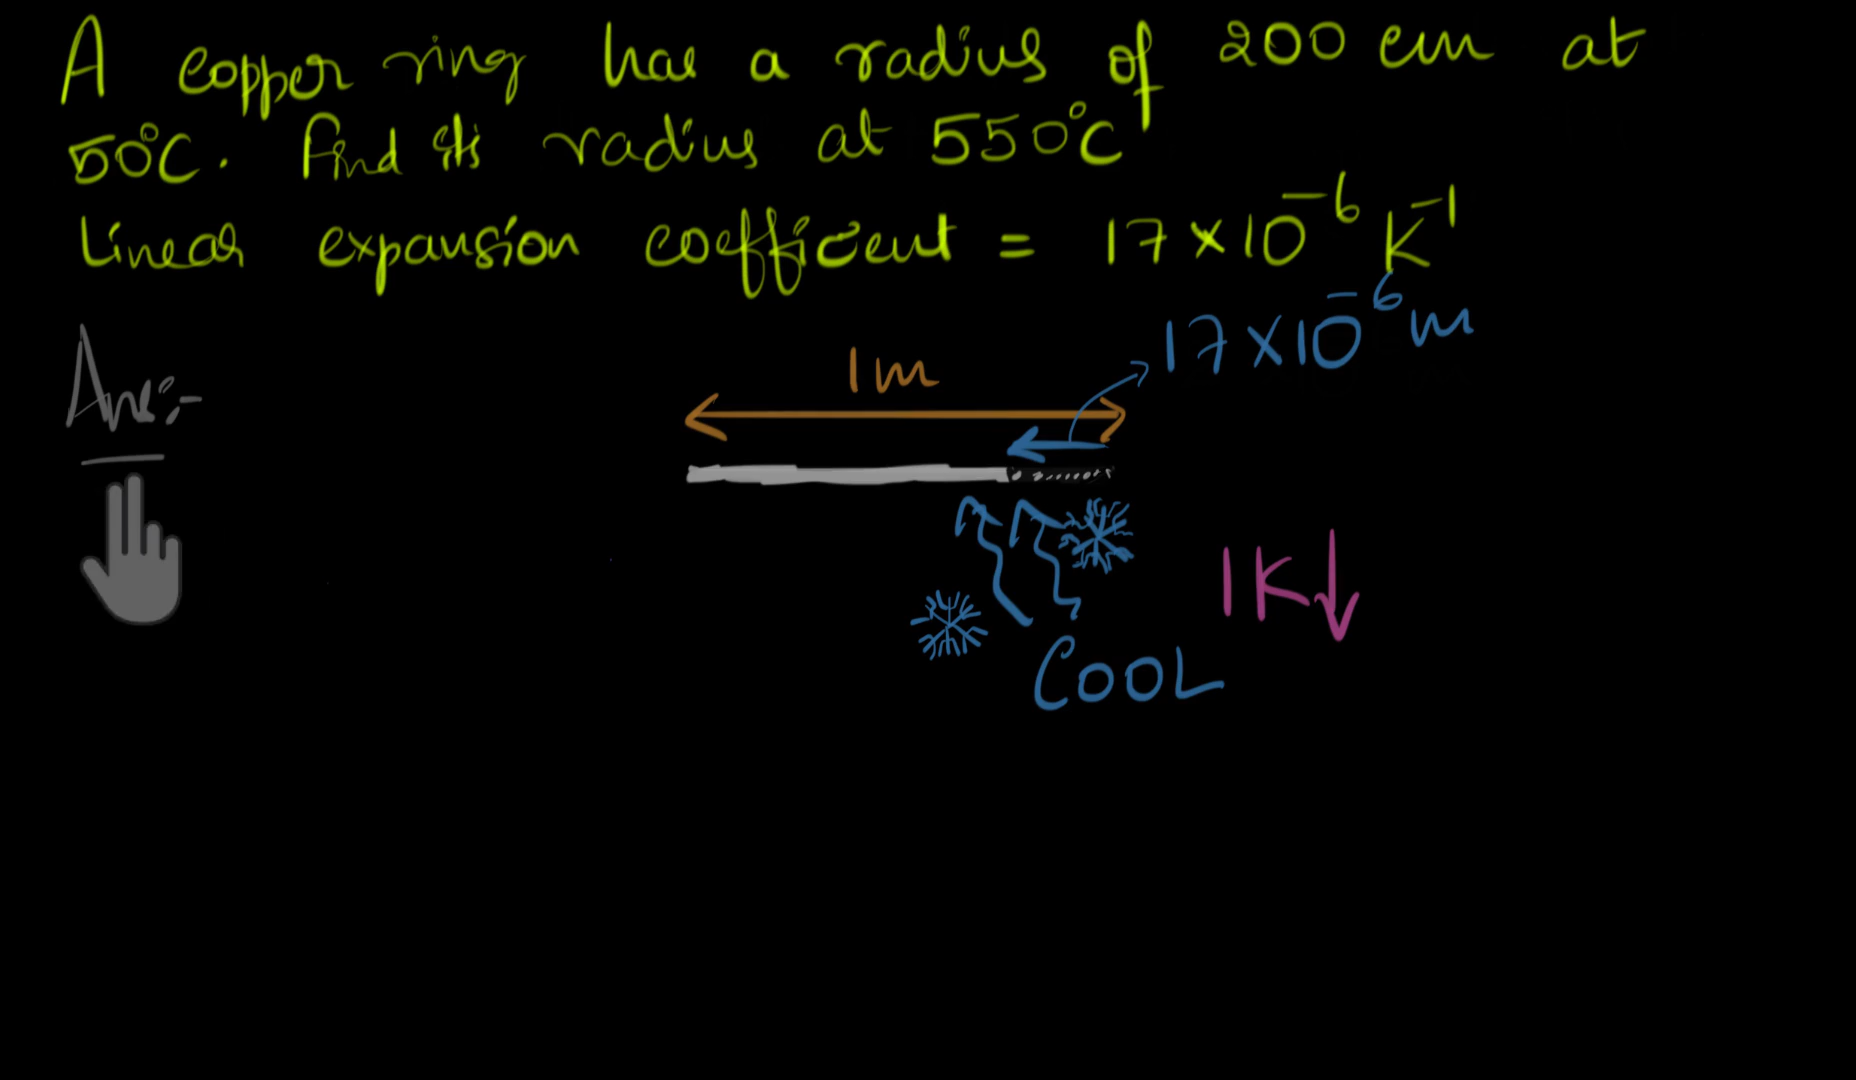 A copper ring has a radius of 200 cm at
50°C. Find its radius at 550°C
Linear expansion coefficient = 17×10⁻⁶ K⁻¹
Ans:-
1m
17×10⁻⁶m
1K↓
COOL